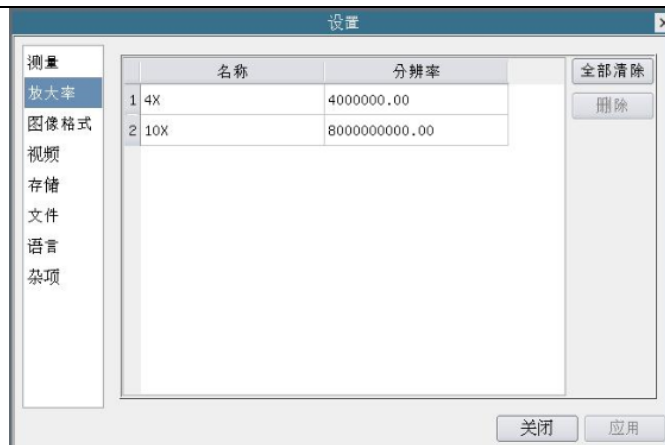 设置
测量
放大率
图像格式
视频
存储
文件
语言
杂项
名称 分辨率
1 4X 4000000.00
2 10X 8000000000.00
全部清除
删除
关闭 应用